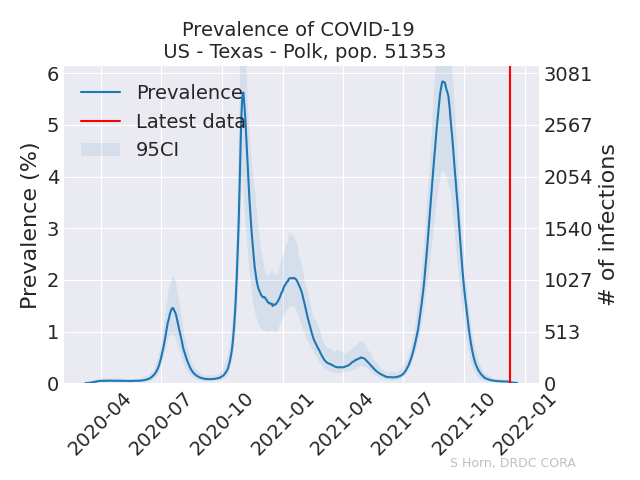 Prevalence of COVID-19
US - Texas - Polk, pop. 51353
Prevalence
Latest data
95CI
Prevalence (%)
6
5
4
3
2
1
0
3081
2567
2054
1540
1027
513
0
# of infections
2020-04
2020-07
2020-10
2021-01
2021-04
2021-07
2021-10
2022-01
S Horn, DRDC CORA